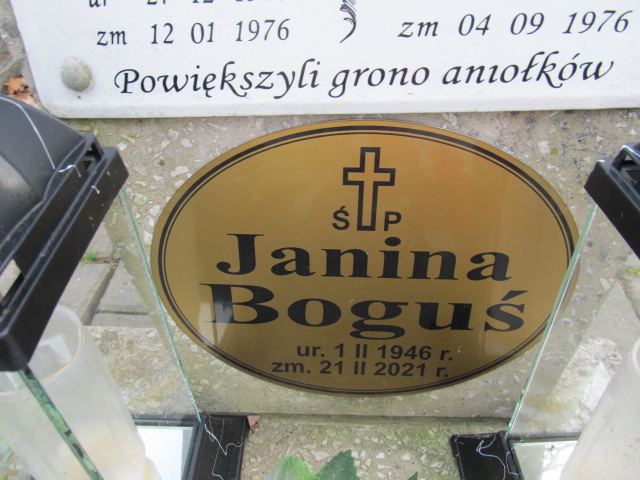 zm 12 01 1976
zm 04 09 1976
Powiększyli grono aniołków
Ś P
Janina
Boguś
ur. 1 II 1946 r.
zm. 21 II 2021 r.